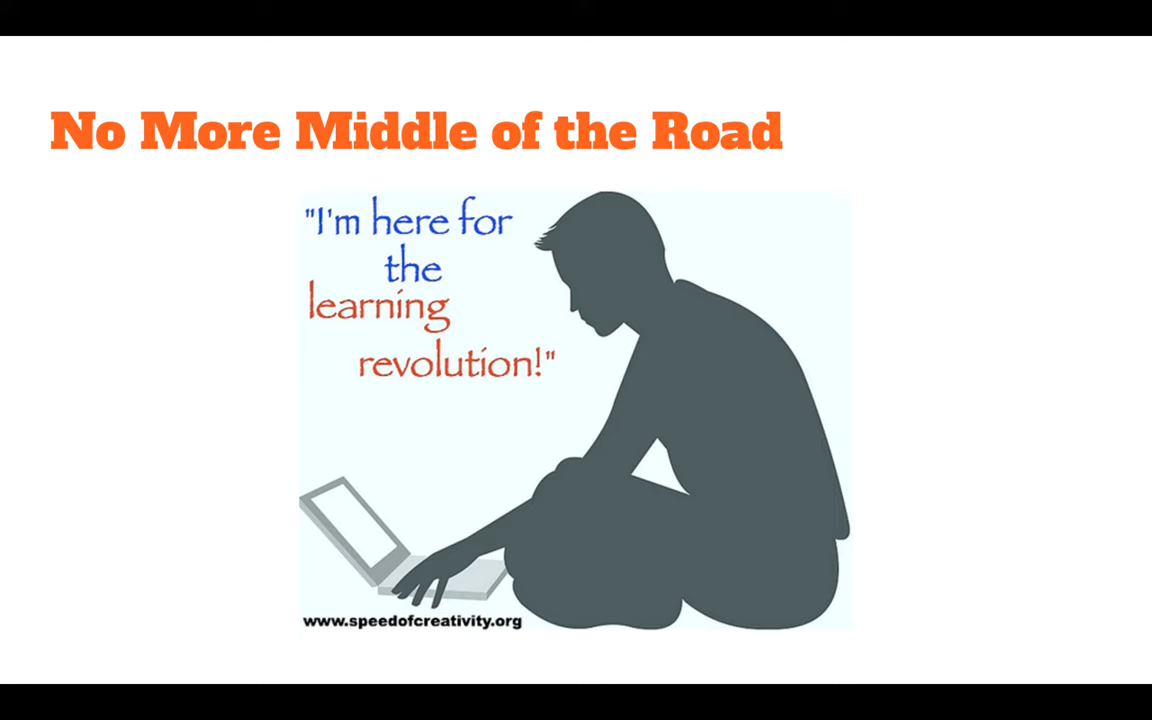 No More Middle of the Road
"I'm here for
the
learning
revolution!"
www.speedofcreativity.org